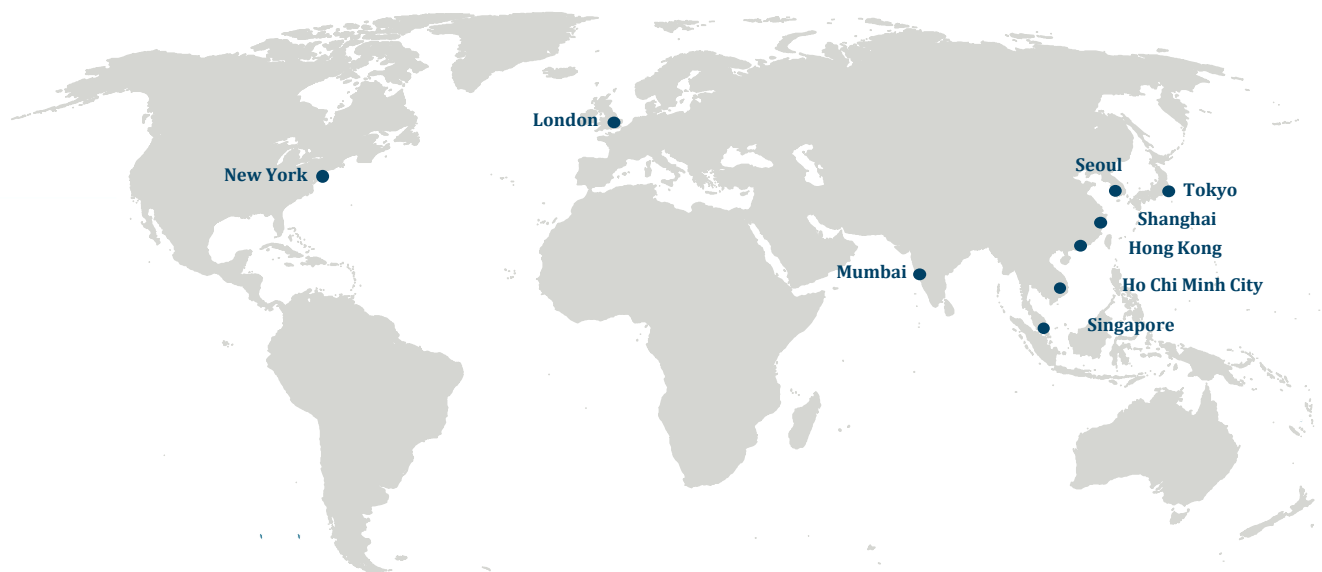 London
New York
Seoul
Tokyo
Shanghai
Hong Kong
Mumbai
Ho Chi Minh City
Singapore